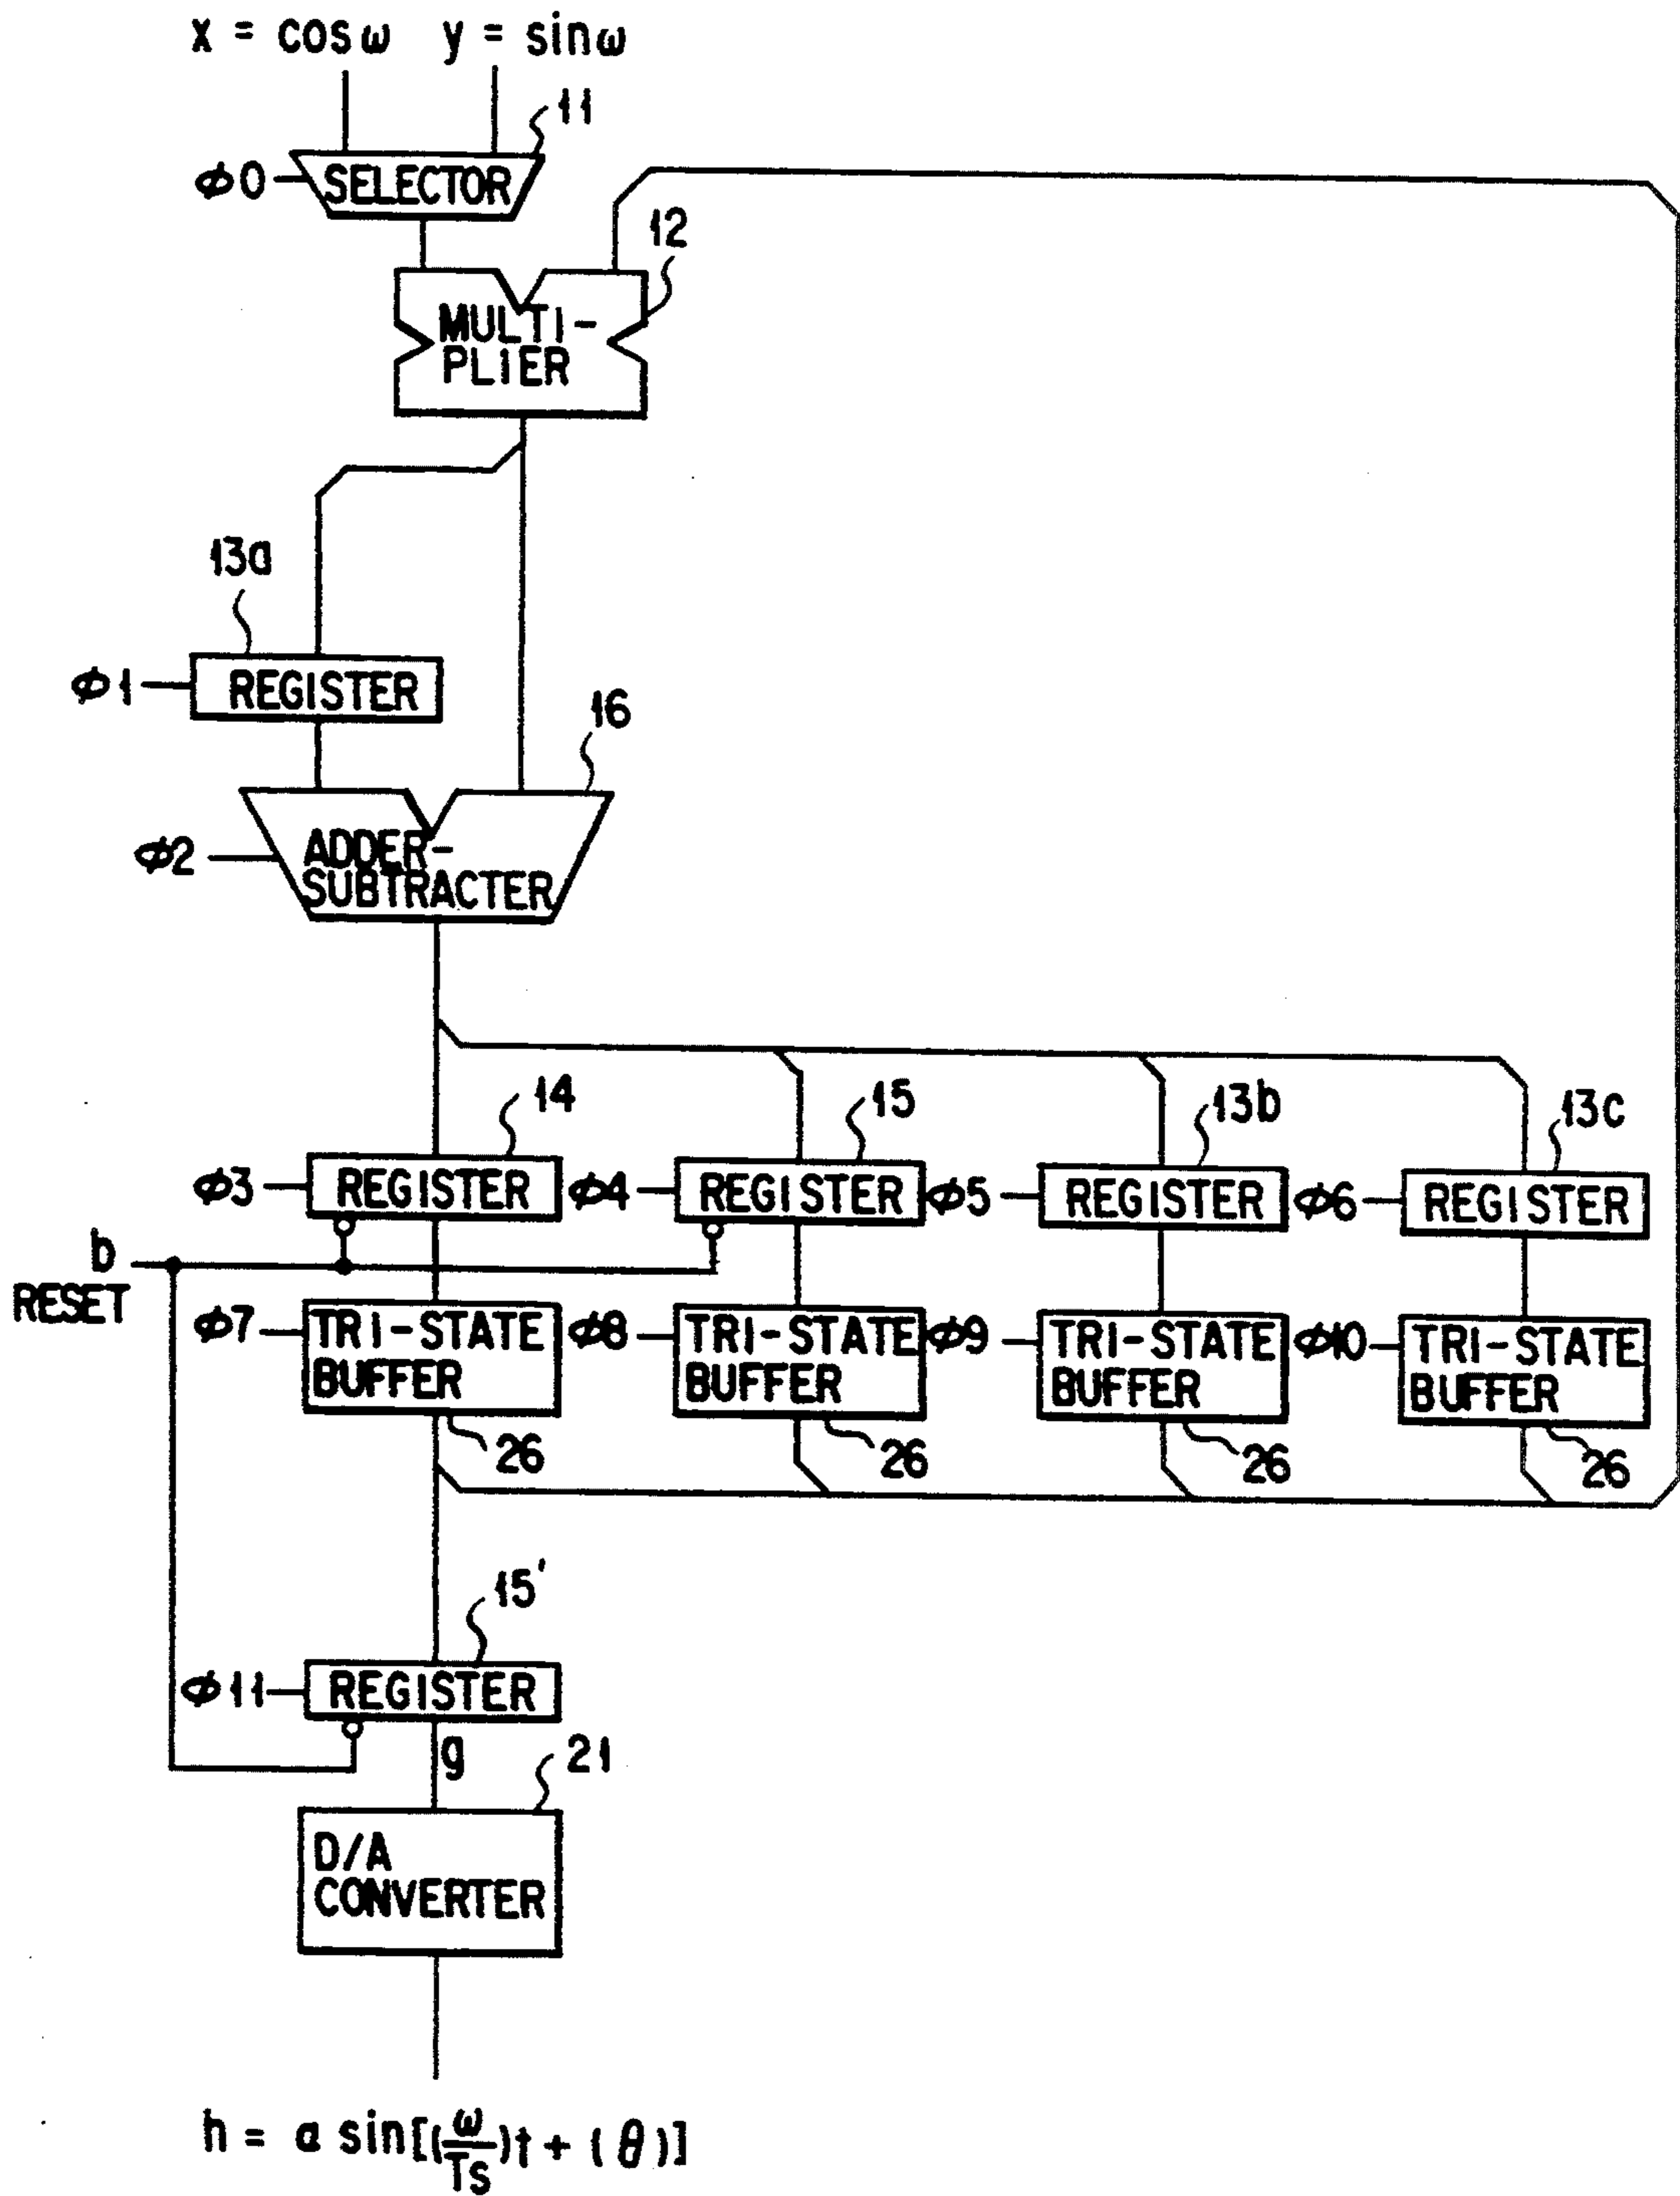 x = cosω y = sinω
11
φ0 SELECTOR
12
MULTI-
PLIER
13a
φ1 REGISTER
16
φ2 ADDER-
SUBTRACTER
14 15 13b 13c
φ3 REGISTER φ4 REGISTER φ5 REGISTER φ6 REGISTER
b
RESET
φ7 TRI-STATE
BUFFER
φ8 TRI-STATE
BUFFER
φ9 TRI-STATE
BUFFER
φ10 TRI-STATE
BUFFER
26 26 26 26
15'
φ11 REGISTER
g
21
D/A
CONVERTER
h = a sin[(ω/Ts)t + (θ)]